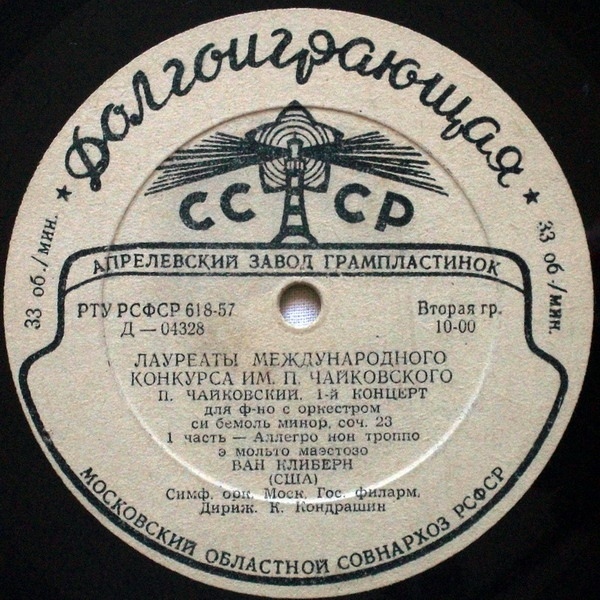 Долгоиграющая
СССР
АПРЕЛЕВСКИЙ ЗАВОД ГРАМПЛАСТИНОК
33 об./мин.
33 об./мин.
РТУ РСФСР 618-57
Д — 04328
Вторая гр.
10-00
ЛАУРЕАТЫ МЕЖДУНАРОДНОГО
КОНКУРСА ИМ. П. ЧАЙКОВСКОГО
П. ЧАЙКОВСКИЙ, 1-й КОНЦЕРТ
для ф-но с оркестром
си бемоль минор, соч. 23
1 часть — Аллегро нон троппо
э мольто маэстозо
ВАН КЛИБЕРН
(США)
Симф. орк. Моск. Гос. филарм,
Дириж. К. Кондрашин
МОСКОВСКИЙ ОБЛАСТНОЙ СОВНАРХОЗ РСФСР